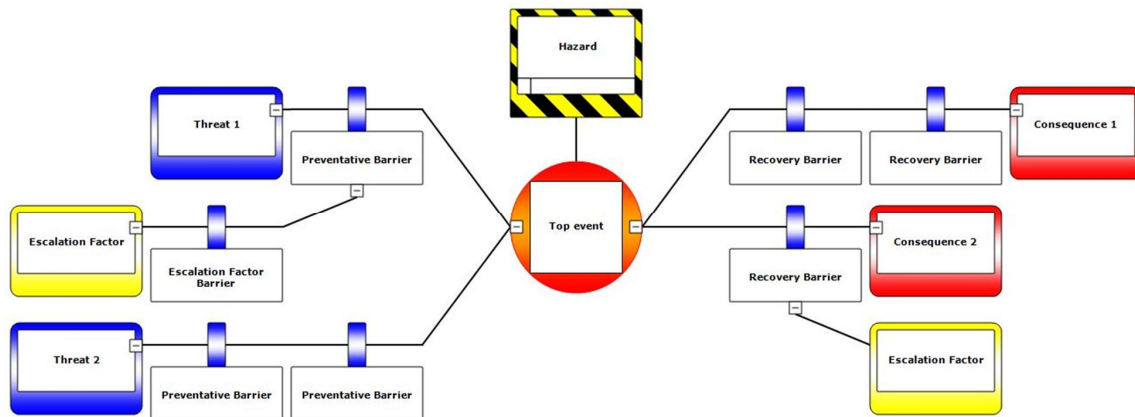 Hazard
Threat 1
Consequence 1
Preventative Barrier
Recovery Barrier
Recovery Barrier
Escalation Factor
Top event
Consequence 2
Escalation Factor
Barrier
Recovery Barrier
Threat 2
Escalation Factor
Preventative Barrier
Preventative Barrier